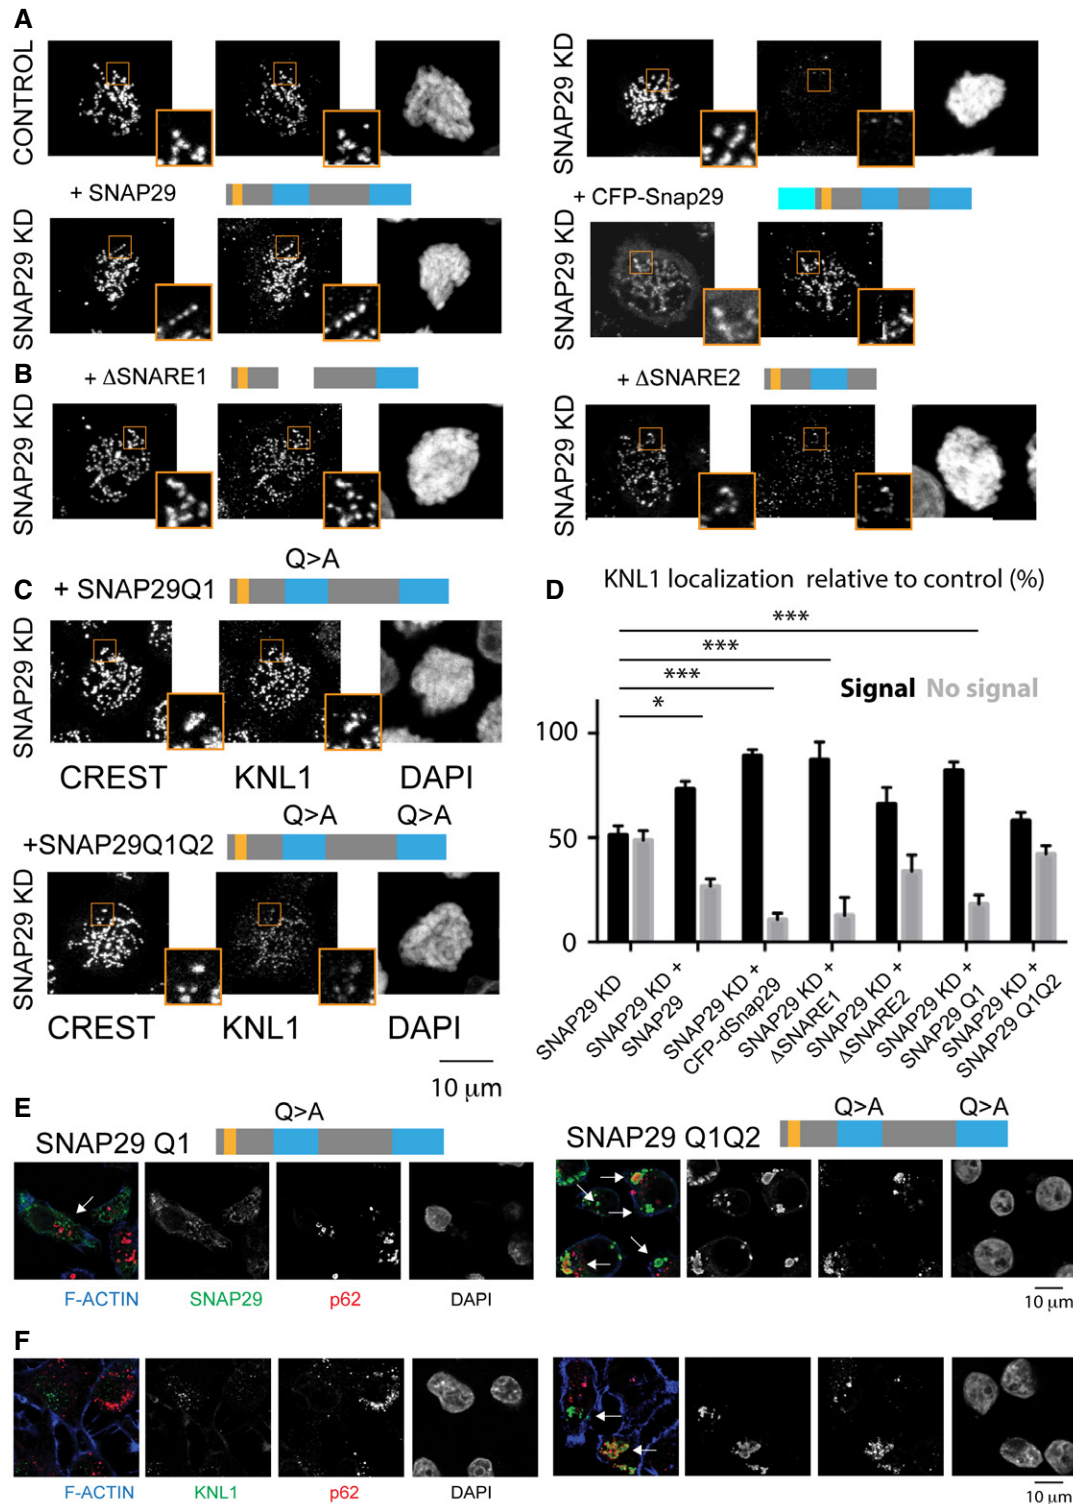 A
CONTROL
SNAP29 KD
+ SNAP29
+ CFP-Snap29
SNAP29 KD
SNAP29 KD
B
+ ΔSNARE1
+ ΔSNARE2
SNAP29 KD
SNAP29 KD
C
Q>A
+ SNAP29Q1
SNAP29 KD
CREST KNL1 DAPI
Q>A Q>A
+SNAP29Q1Q2
SNAP29 KD
CREST KNL1 DAPI
10 μm
D
KNL1 localization relative to control (%)
***
***
***
*
Signal No signal
100
50
0
SNAP29 KD
SNAP29 KD +
SNAP29
SNAP29 KD +
CFP-dSnap29
SNAP29 KD +
ΔSNARE1
SNAP29 KD +
ΔSNARE2
SNAP29 KD +
SNAP29 Q1
SNAP29 KD +
SNAP29 Q1Q2
E
Q>A
SNAP29 Q1
Q>A Q>A
SNAP29 Q1Q2
F-ACTIN SNAP29 p62 DAPI
10 μm
F
F-ACTIN KNL1 p62 DAPI
10 μm